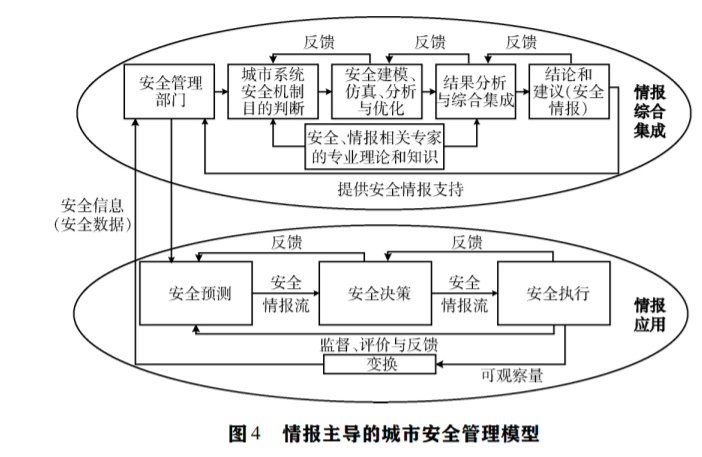 反馈
反馈
反馈
安全管理
部门
城市系统
安全机制
目的判断
安全建模、
仿真、分析
与优化
结果分析
与综合集成
结论和
建议(安全
情报)
情报
综合
集成
安全、情报相关专家
的专业理论和知识
提供安全情报支持
安全信息
(安全数据)
反馈
反馈
安全预测
安全
情报流
安全决策
安全
情报流
安全执行
情报
应用
监督、评价与反馈
变换
可观察量
图4 情报主导的城市安全管理模型